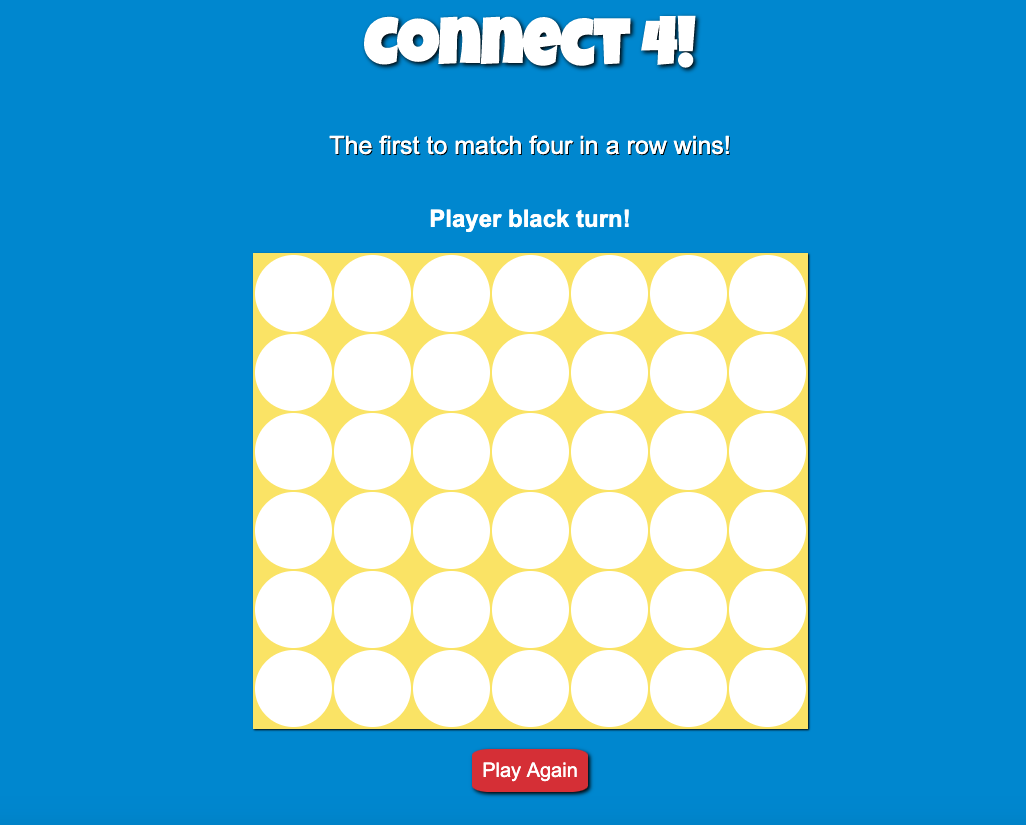 connect 4!
The first to match four in a row wins!
Player black turn!
Play Again